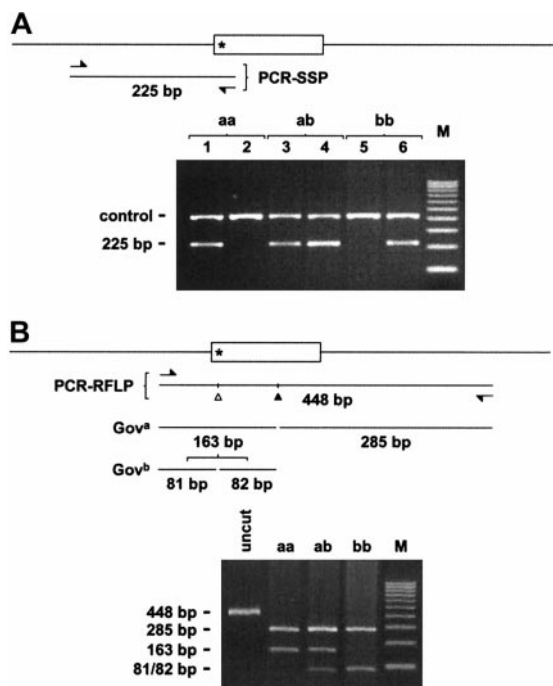 A
*
225 bp
PCR-SSP
aa ab bb M
1 2 3 4 5 6
control -
225 bp -
B
*
PCR-RFLP
448 bp
Govᵃ
163 bp 285 bp
Govᵇ
81 bp 82 bp
uncut aa ab bb M
448 bp -
285 bp -
163 bp -
81/82 bp -